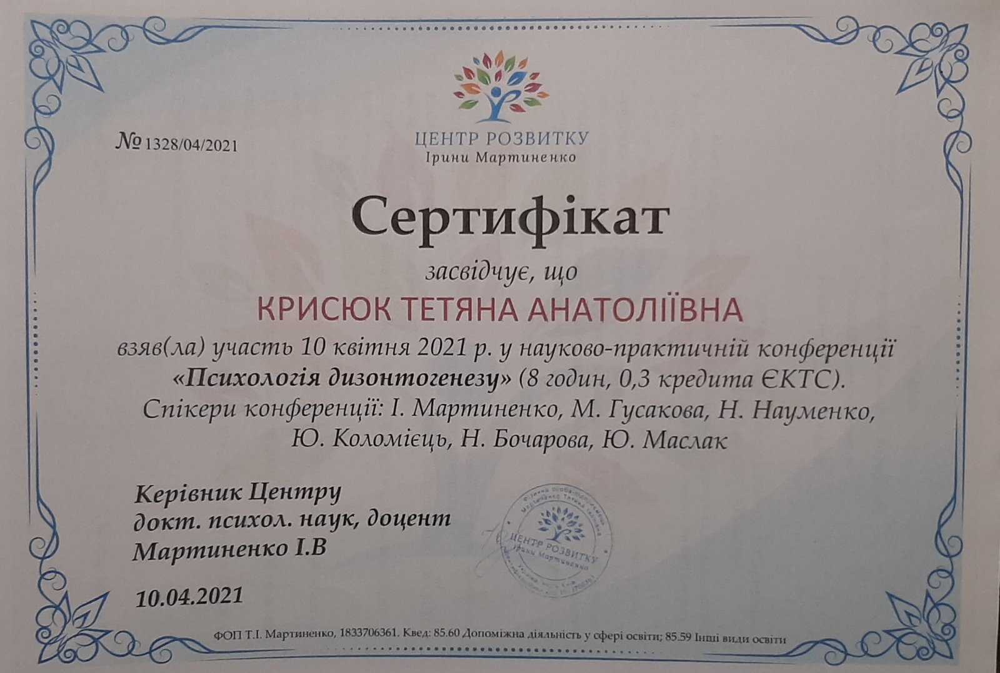 ЦЕНТР РОЗВИТКУ
Ірини Мартиненко
№ 1328/04/2021
Сертифікат
засвідчує, що
КРИСЮК ТЕТЯНА АНАТОЛІЇВНА
взяв(ла) участь 10 квітня 2021 р. у науково-практичній конференції
«Психологія дизонтогенезу» (8 годин, 0,3 кредита ЄКТС).
Спікери конференції: І. Мартиненко, М. Гусакова, Н. Науменко,
Ю. Коломієць, Н. Бочарова, Ю. Маслак
Керівник Центру
докт. психол. наук, доцент
Мартиненко І.В
10.04.2021
Фізична особа-підприємець
ЦЕНТР РОЗВИТКУ
Ірини Мартиненко
ФОП Т.І. Мартиненко, 1833706361. Квед: 85.60 Допоміжна діяльність у сфері освіти; 85.59 Інші види освіти